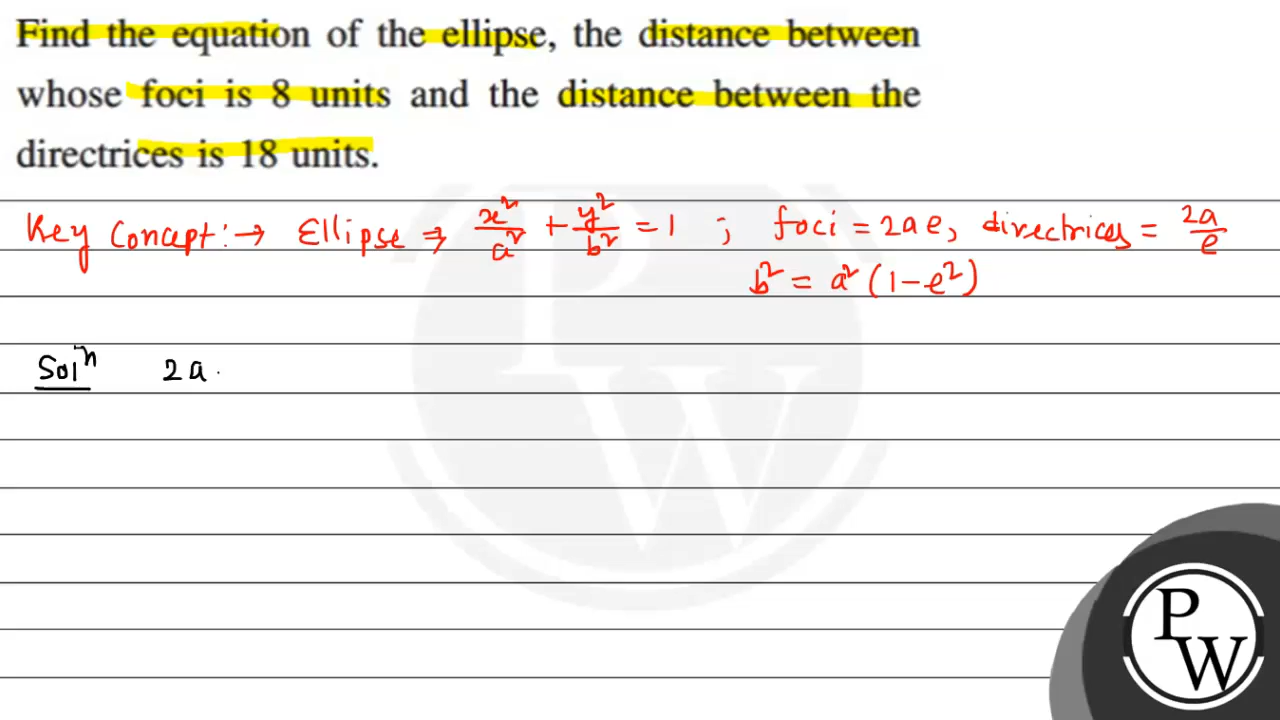 Find the equation of the ellipse, the distance between
whose foci is 8 units and the distance between the
directrices is 18 units.
Key Concept:→ Ellipse ⇒ x²/a² + y²/b² = 1 ; foci = 2ae, directrices = 2a/e
b² = a² (1-e²)
Solⁿ 2a
PW
PW